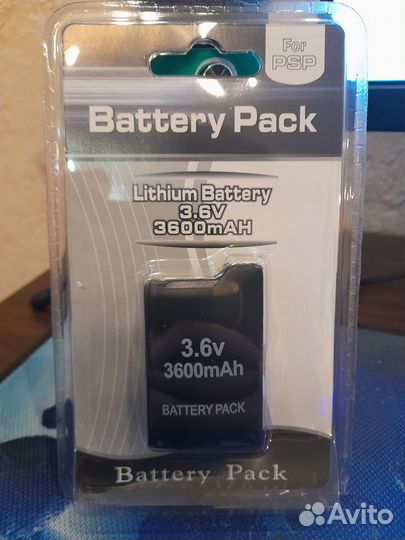 For
PSP
Battery Pack
Lithium Battery
3.6V
3600mAH
3.6v
3600mAh
BATTERY PACK
Battery Pack
Avito